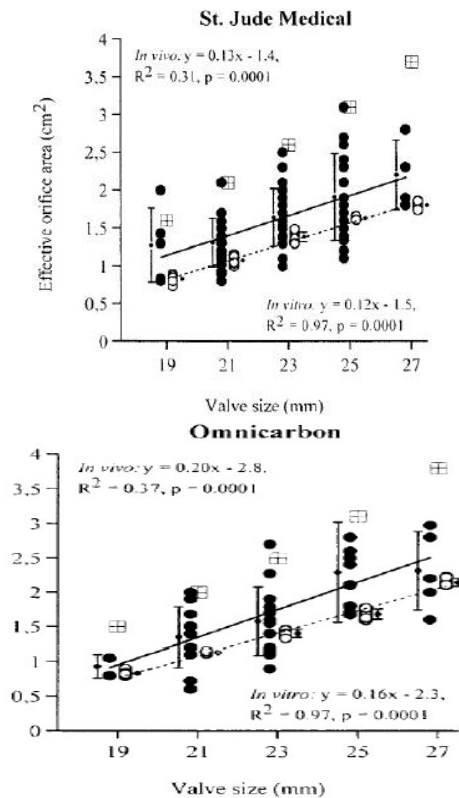 St. Jude Medical
In vivo: y = 0.13x - 1.4,
R² = 0.31, p = 0.0001
4
3.5
3
2.5
2
1.5
1
0.5
0
Effective orifice area (cm²)
In vitro: y = 0.12x - 1.5,
R² = 0.97, p = 0.0001
19 21 23 25 27
Valve size (mm)
Omnicarbon
In vivo: y = 0.20x - 2.8,
R² = 0.37, p = 0.0001
4
3.5
3
2.5
2
1.5
1
0.5
0
In vitro: y = 0.16x - 2.3,
R² = 0.97, p = 0.0001
19 21 23 25 27
Valve size (mm)